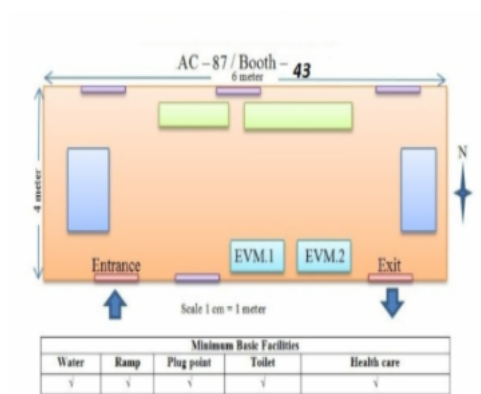 AC – 87 / Booth – 43
6 meter
N
4 meter
EVM.1 EVM.2
Entrance Exit
Scale 1 cm = 1 meter
Minimum Basic Facilities
Water Ramp Plug point Toilet Health care
√ √ √ √ √